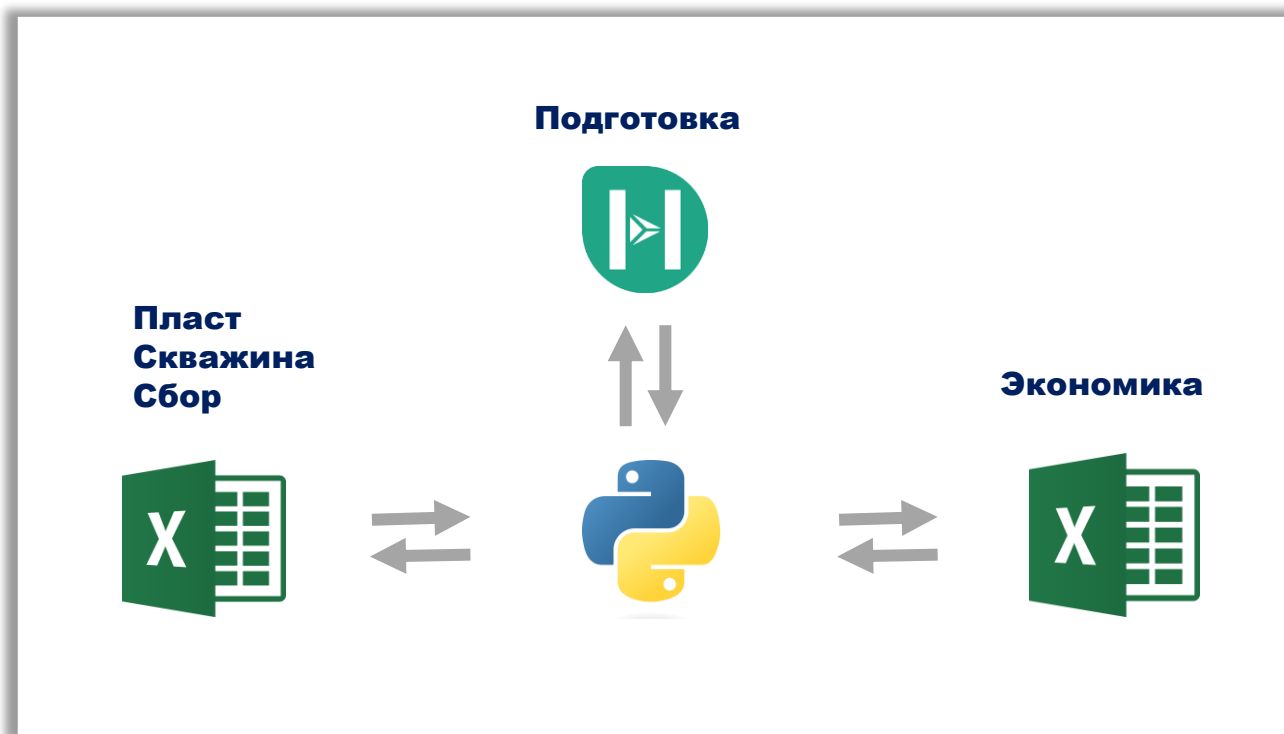 Подготовка
Пласт
Скважина
Сбор
Экономика
X
X
H